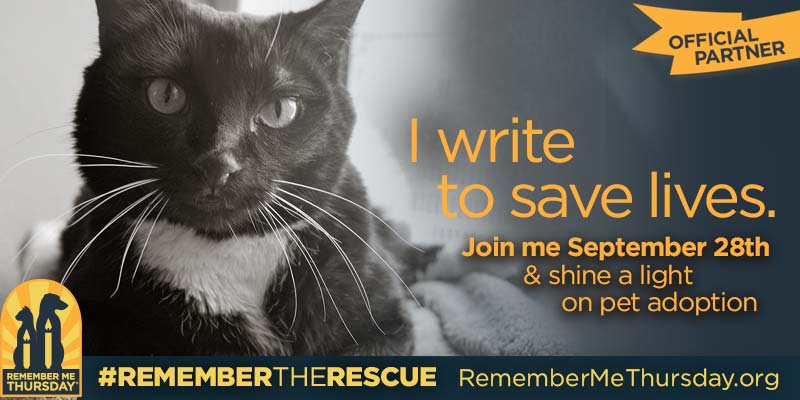 OFFICIAL
PARTNER
I write
to save lives.
Join me September 28th
& shine a light
on pet adoption
REMEMBER ME
THURSDAY®
#REMEMBERTHERESCUE RememberMeThursday.org